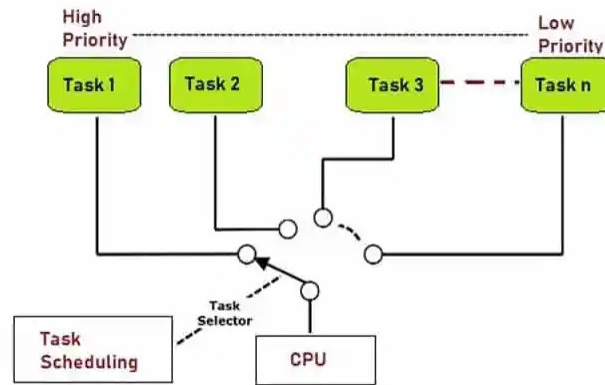 High
Priority
Low
Priority
Task 1
Task 2
Task 3
Task n
Task
Selector
Task
Scheduling
CPU